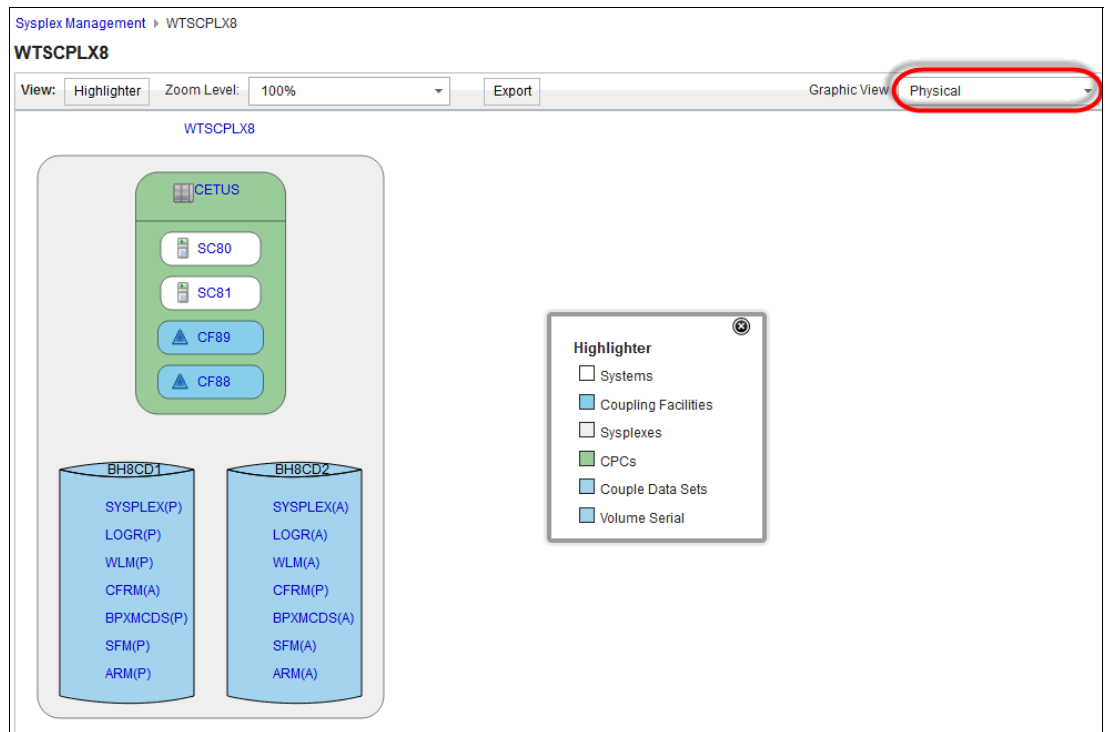 Sysplex Management ▸ WTSCPLX8
WTSCPLX8
View: Highlighter Zoom Level: 100% Export Graphic View Physical
WTSCPLX8
CETUS
SC80
SC81
CF89
CF88
Highlighter
Systems
Coupling Facilities
Sysplexes
CPCs
Couple Data Sets
Volume Serial
BH8CD1
SYSPLEX(P)
LOGR(P)
WLM(P)
CFRM(A)
BPXMCDS(P)
SFM(P)
ARM(P)
BH8CD2
SYSPLEX(A)
LOGR(A)
WLM(A)
CFRM(P)
BPXMCDS(A)
SFM(A)
ARM(A)